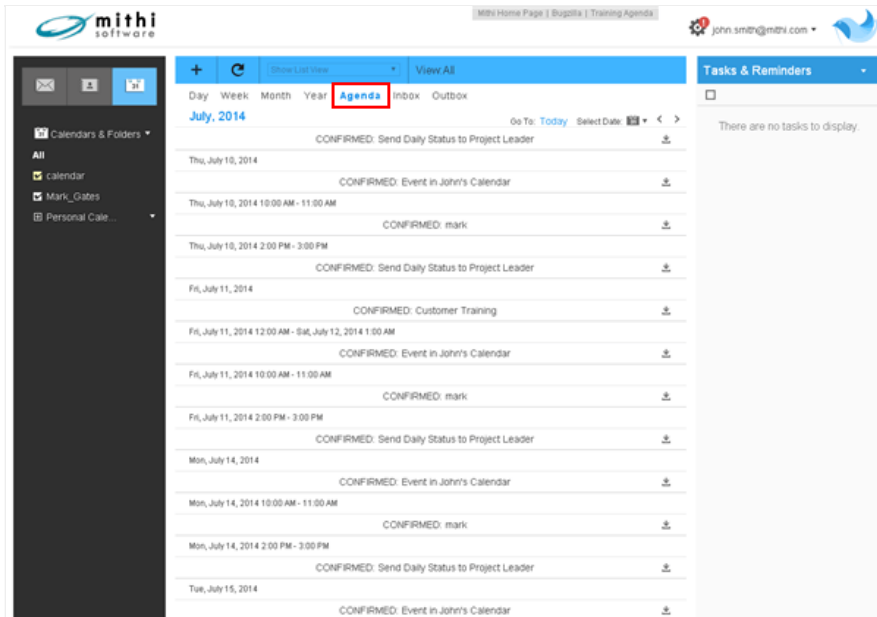 mithi
software
Mithi Home Page | Bugzilla | Training Agenda
john.smith@mithi.com
+ Show List View View:All
Day Week Month Year Agenda Inbox Outbox
July, 2014
Go To: Today Select Date: 31 < >
Calendars & Folders
All
calendar
Mark_Gates
Personal Cale...
CONFIRMED: Send Daily Status to Project Leader
Thu, July 10, 2014
CONFIRMED: Event in John's Calendar
Thu, July 10, 2014 10:00 AM - 11:00 AM
CONFIRMED: mark
Thu, July 10, 2014 2:00 PM - 3:00 PM
CONFIRMED: Send Daily Status to Project Leader
Fri, July 11, 2014
CONFIRMED: Customer Training
Fri, July 11, 2014 12:00 AM - Sat, July 12, 2014 1:00 AM
CONFIRMED: Event in John's Calendar
Fri, July 11, 2014 10:00 AM - 11:00 AM
CONFIRMED: mark
Fri, July 11, 2014 2:00 PM - 3:00 PM
CONFIRMED: Send Daily Status to Project Leader
Mon, July 14, 2014
CONFIRMED: Event in John's Calendar
Mon, July 14, 2014 10:00 AM - 11:00 AM
CONFIRMED: mark
Mon, July 14, 2014 2:00 PM - 3:00 PM
CONFIRMED: Send Daily Status to Project Leader
Tue, July 15, 2014
CONFIRMED: Event in John's Calendar
Tasks & Reminders
There are no tasks to display.